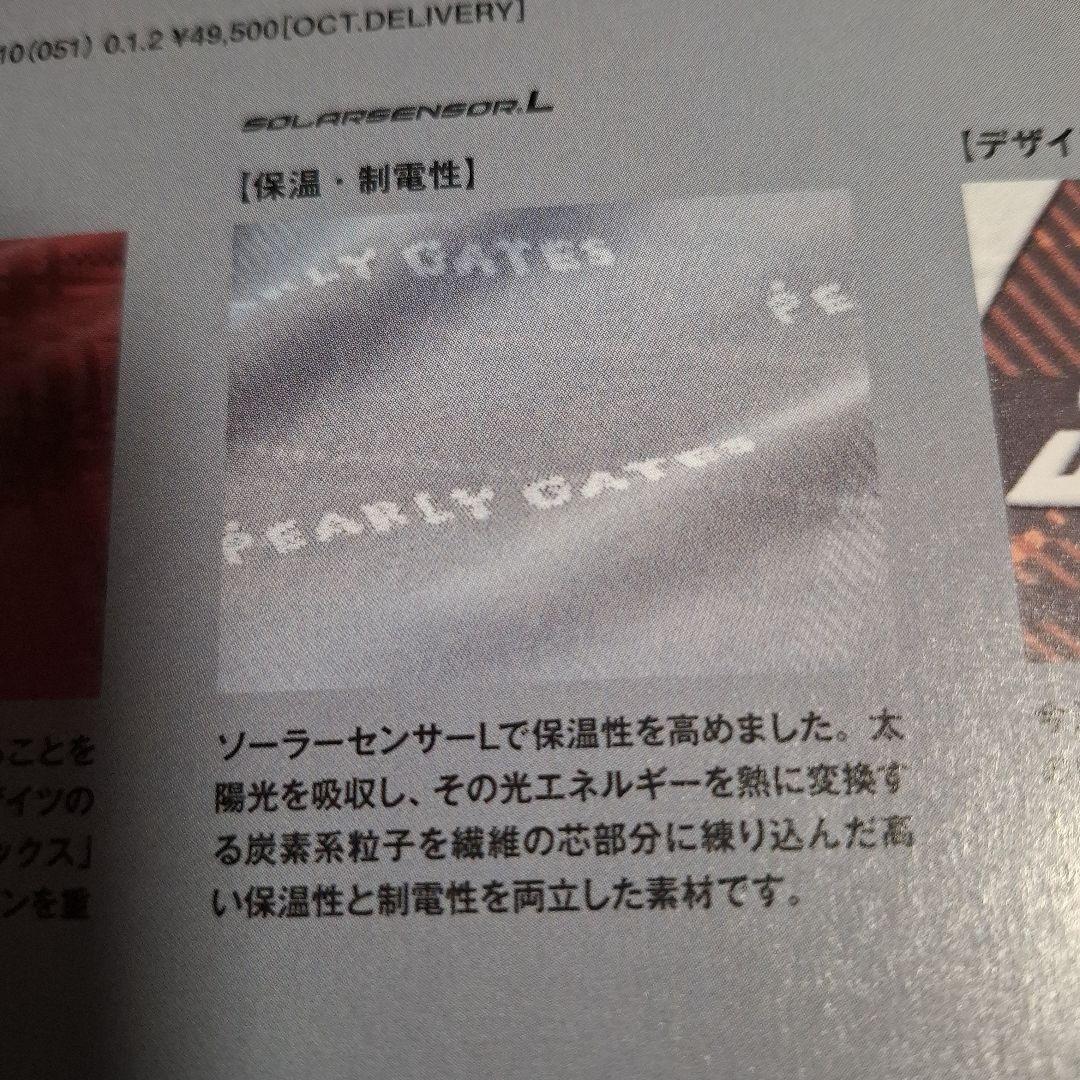 10(051) 0.1.2 ¥49,500[OCT.DELIVERY]
SOLARSENSOR.L
【保温・制電性】
【デザイ
RLY GATES
PE
PEARLY GATES
ソーラーセンサーLで保温性を高めました。太
陽光を吸収し、その光エネルギーを熱に変換す
る炭素系粒子を繊維の芯部分に練り込んだ高
い保温性と制電性を両立した素材です。
ことを
イツの
ックス」
ンを重